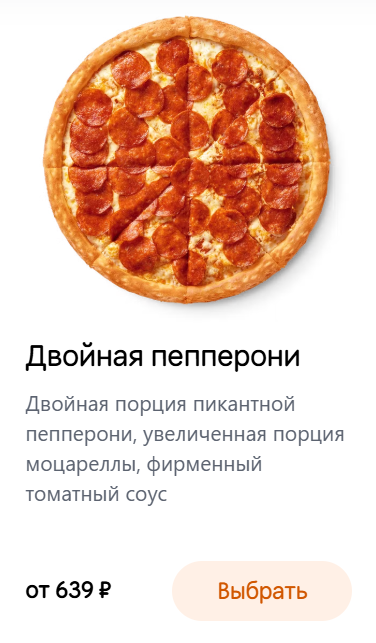 Двойная пепперони
Двойная порция пикантной
пепперони, увеличенная порция
моцареллы, фирменный
томатный соус
от 639 ₽
Выбрать